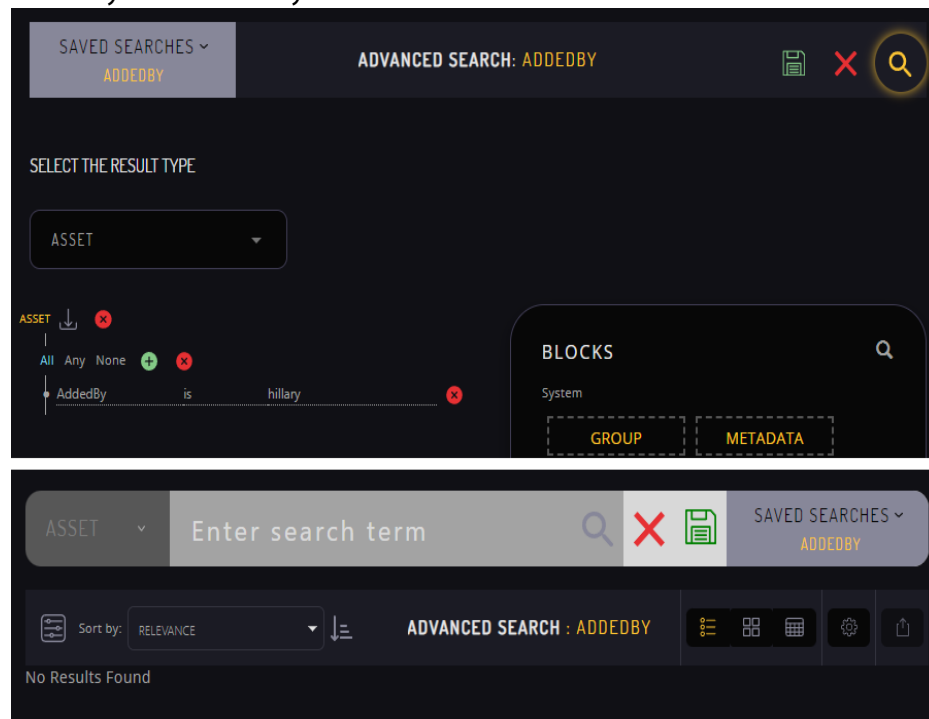 SAVED SEARCHES
ADDEDBY
ADVANCED SEARCH: ADDEDBY
SELECT THE RESULT TYPE
ASSET
ASSET
All Any None
AddedBy is hillary
BLOCKS
System
GROUP METADATA
ASSET Enter search term SAVED SEARCHES
ADDEDBY
Sort by: RELEVANCE ADVANCED SEARCH : ADDEDBY
No Results Found